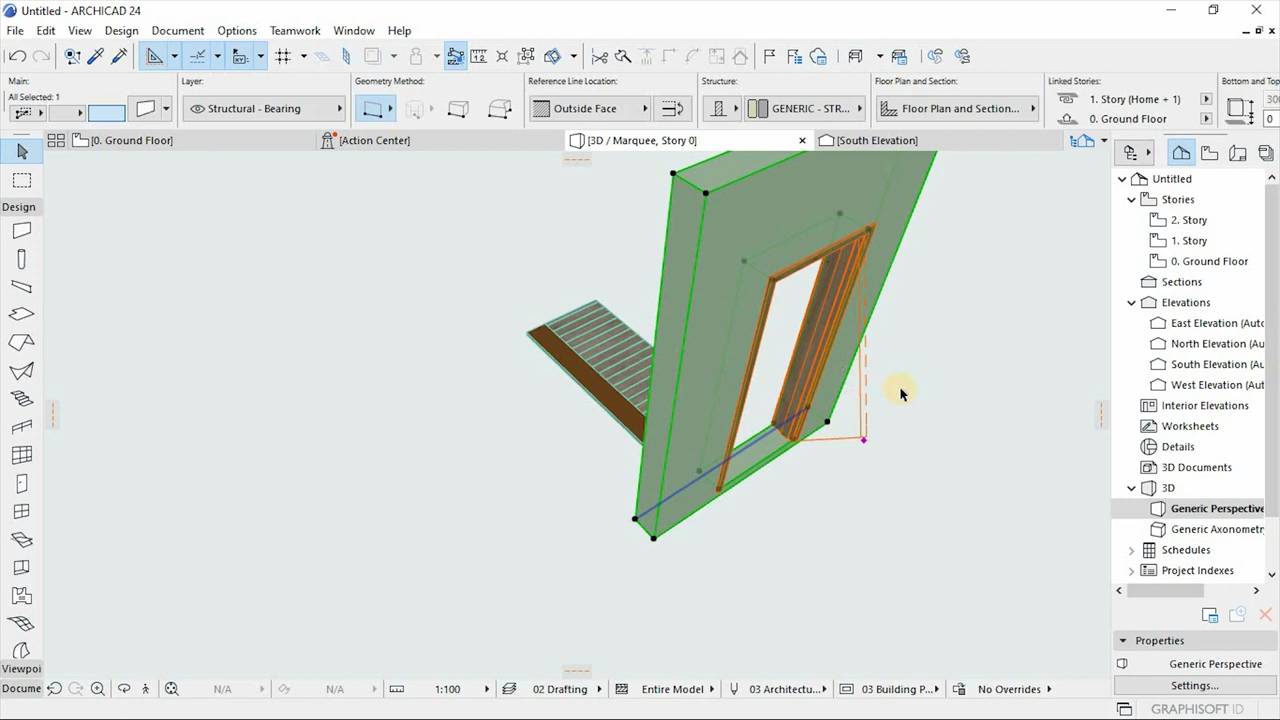 Untitled - ARCHICAD 24
File Edit View Design Document Options Teamwork Window Help
Main: Layer: Geometry Method: Reference Line Location: Structure: Floor Plan and Section: Linked Stories: Bottom and Top
All Selected: 1
Structural - Bearing
Outside Face
GENERIC - STR...
Floor Plan and Section...
1. Story (Home + 1)
0. Ground Floor
[0. Ground Floor]
[Action Center]
[3D / Marquee, Story 0]
[South Elevation]
Design
Viewpoi
Docume
Untitled
Stories
2. Story
1. Story
0. Ground Floor
Sections
Elevations
East Elevation (Auto
North Elevation (Au
South Elevation (Au
West Elevation (Aut
Interior Elevations
Worksheets
Details
3D Documents
3D
Generic Perspective
Generic Axonometr
Schedules
Project Indexes
Properties
Generic Perspective
Settings...
N/A
N/A
1:100
02 Drafting
Entire Model
03 Architectu...
03 Building P...
No Overrides
GRAPHISOFT ID